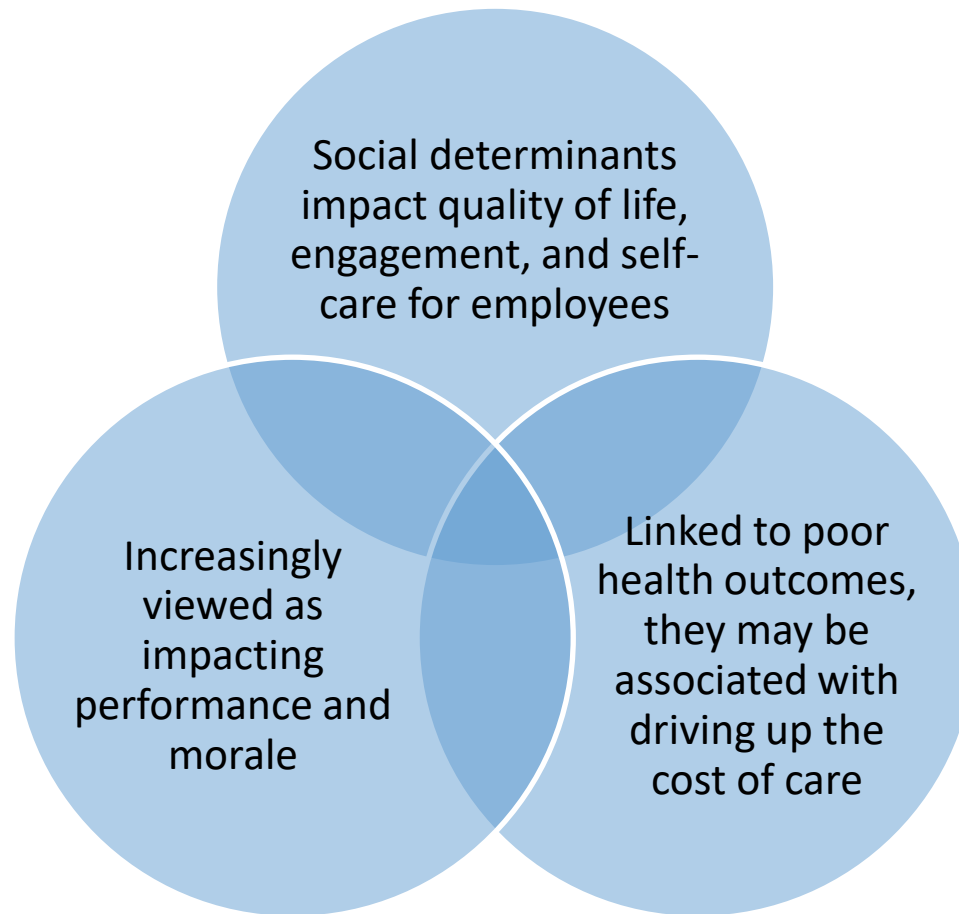 Social determinants
impact quality of life,
engagement, and self-
care for employees
Increasingly
viewed as
impacting
performance and
morale
Linked to poor
health outcomes,
they may be
associated with
driving up the
cost of care